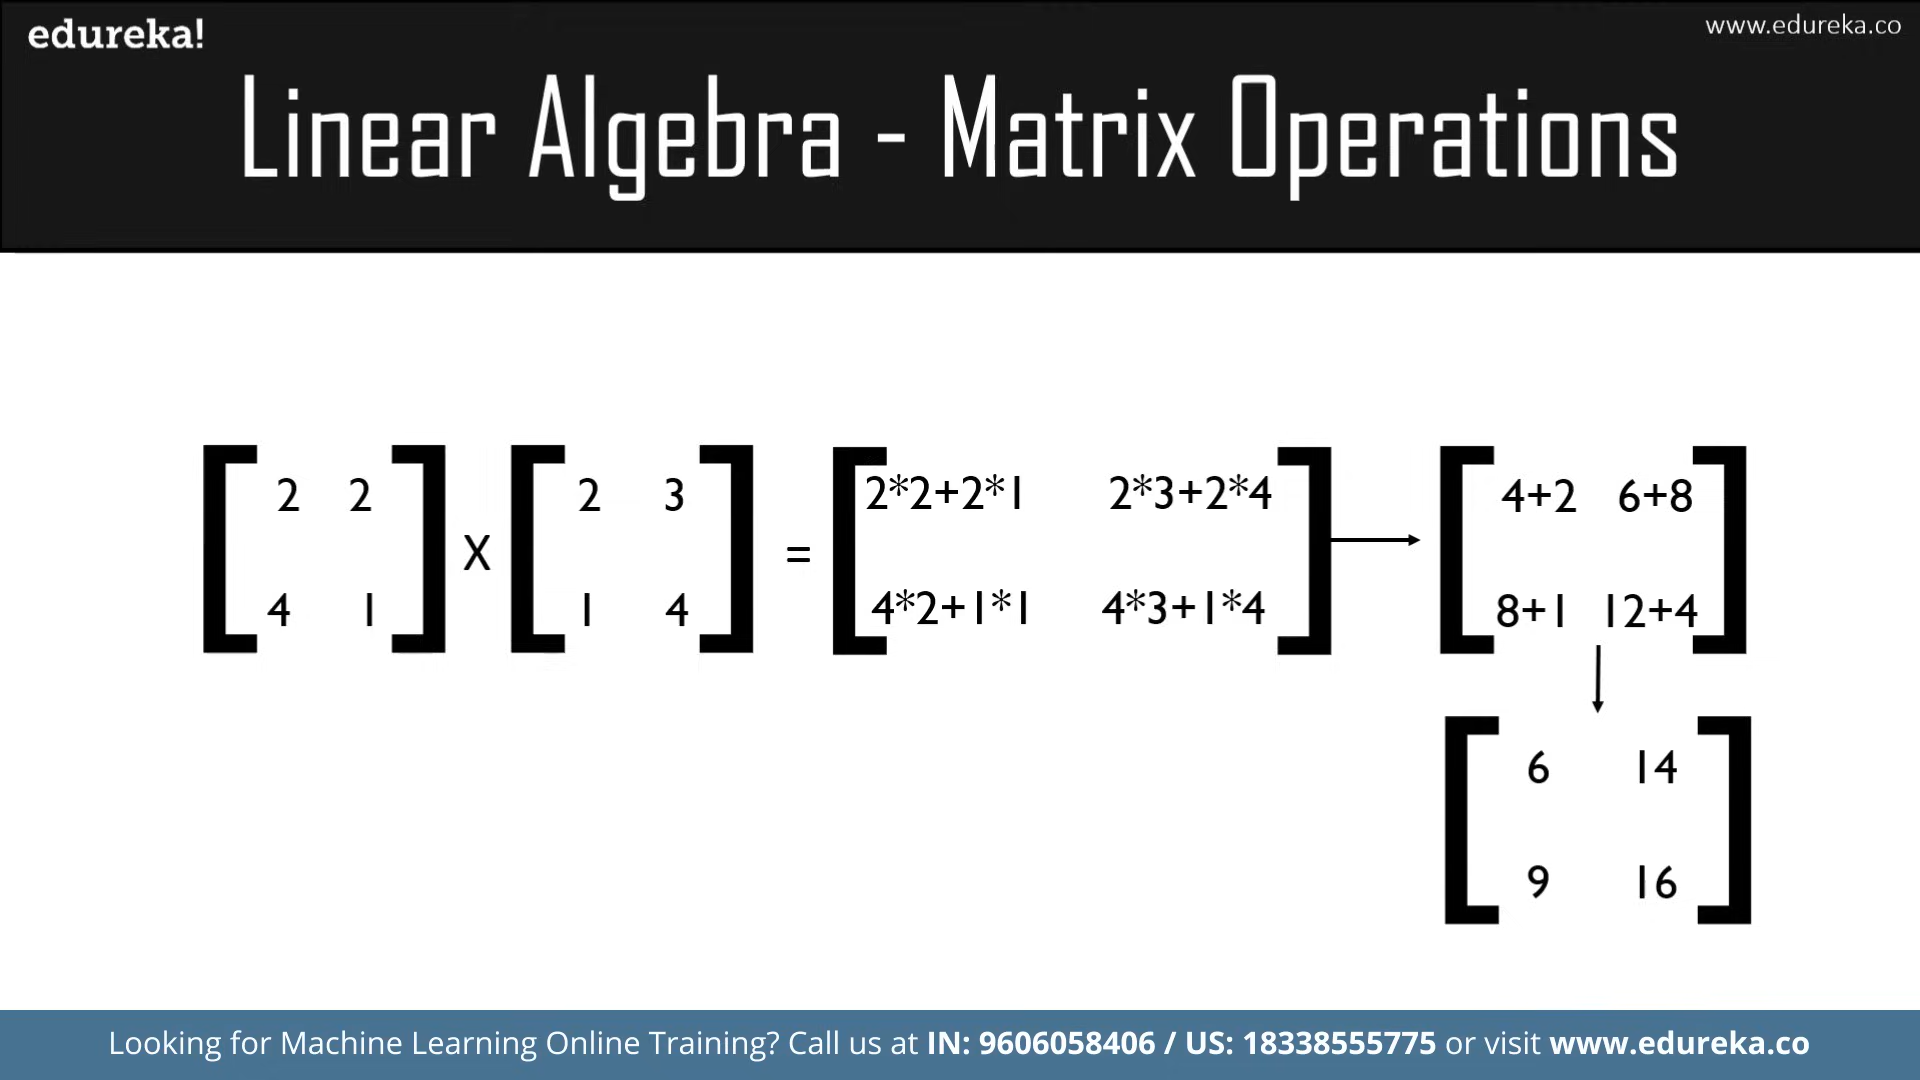 edureka!
www.edureka.co
Linear Algebra - Matrix Operations
2 2
4 1
X
2 3
1 4
=
2*2+2*1 2*3+2*4
4*2+1*1 4*3+1*4
4+2 6+8
8+1 12+4
6 14
9 16
Looking for Machine Learning Online Training? Call us at IN: 9606058406 / US: 18338555775 or visit www.edureka.co